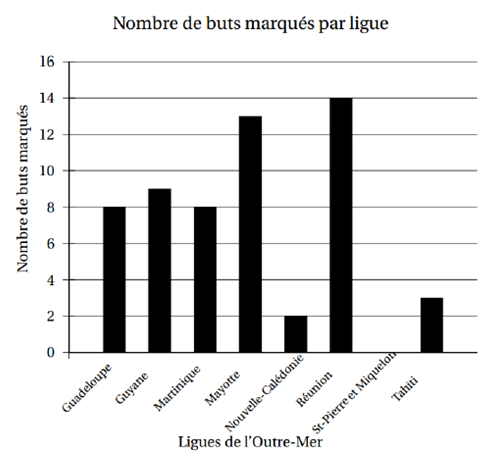 Nombre de buts marqués par ligue
Nombre de buts marqués
16
14
12
10
8
6
4
2
0
Guadeloupe
Guyane
Martinique
Mayotte
Nouvelle-Calédonie
Réunion
St-Pierre et Miquelon
Tahiti
Ligues de l'Outre-Mer